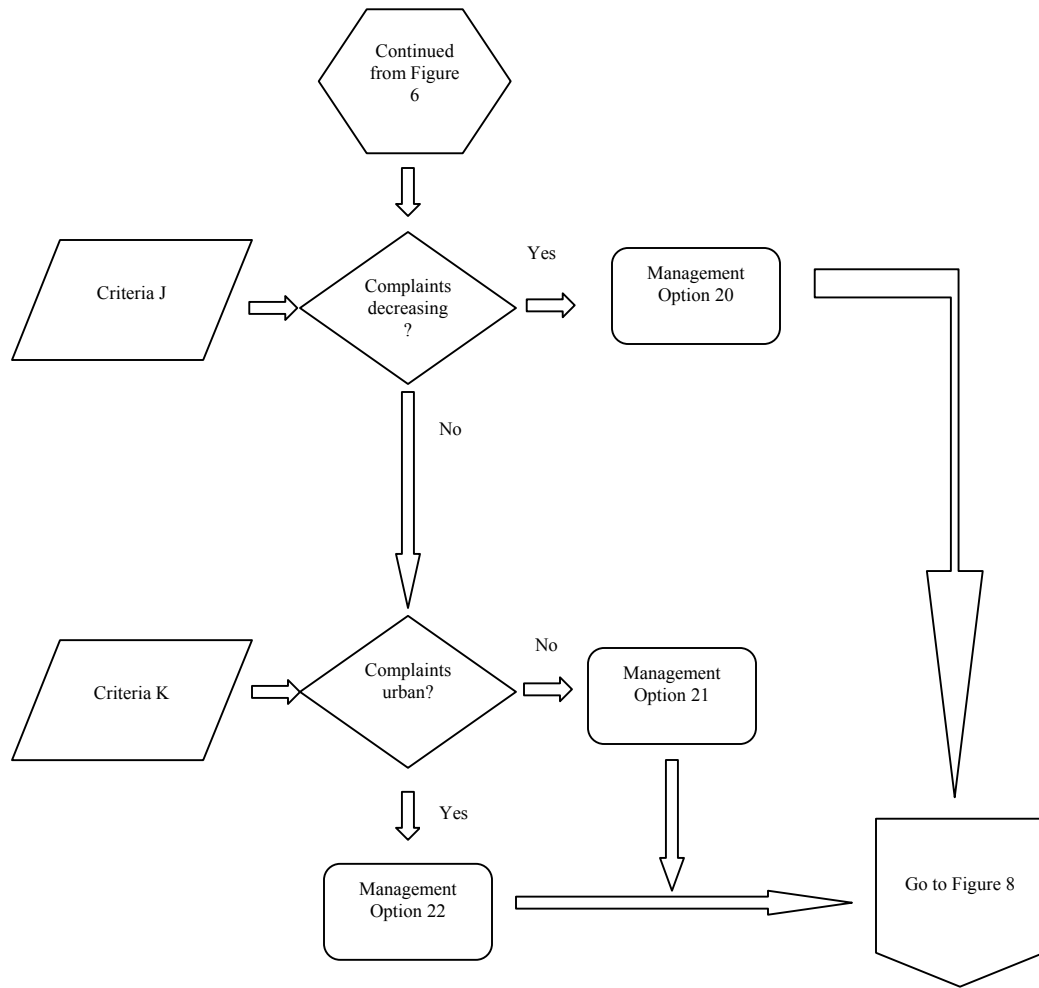 Continued
from Figure
6
Criteria J
Complaints
decreasing
?
Yes
Management
Option 20
No
Criteria K
Complaints
urban?
No
Management
Option 21
Yes
Management
Option 22
Go to Figure 8